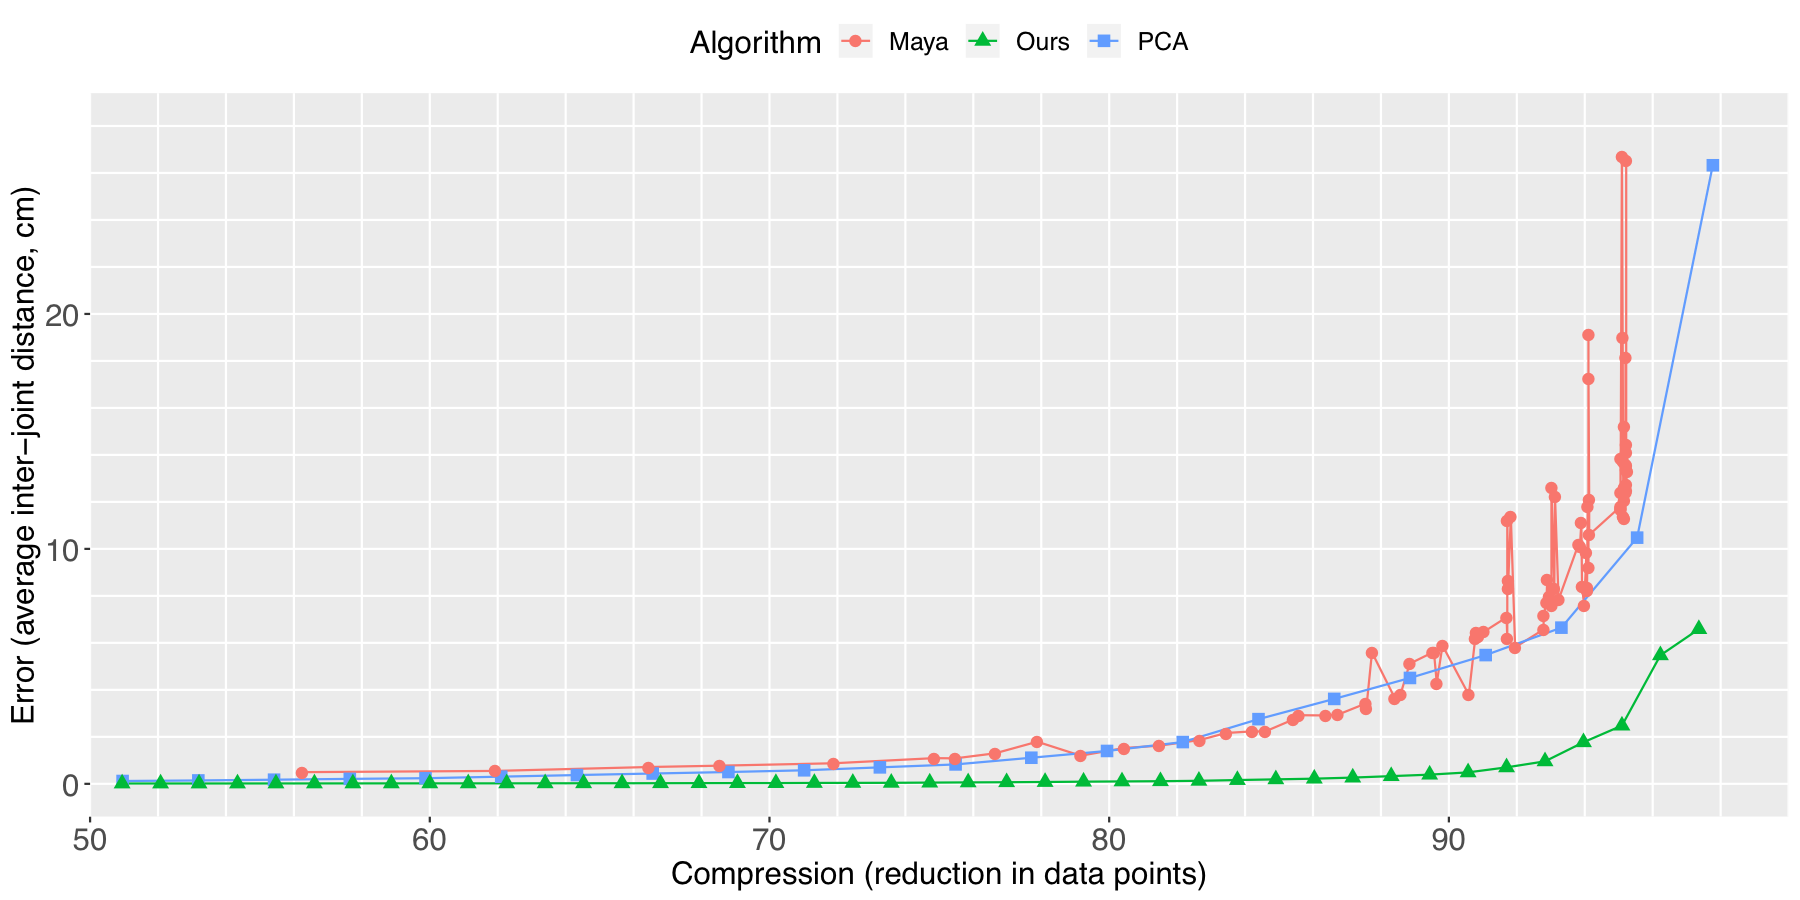 Algorithm Maya Ours PCA
Error (average inter−joint distance, cm)
20
10
0
50 60 70 80 90
Compression (reduction in data points)